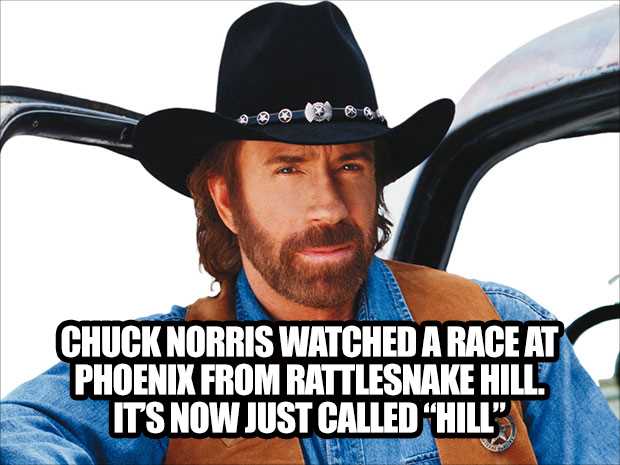 CHUCK NORRIS WATCHED A RACE AT
PHOENIX FROM RATTLESNAKE HILL.
IT'S NOW JUST CALLED “HILL”